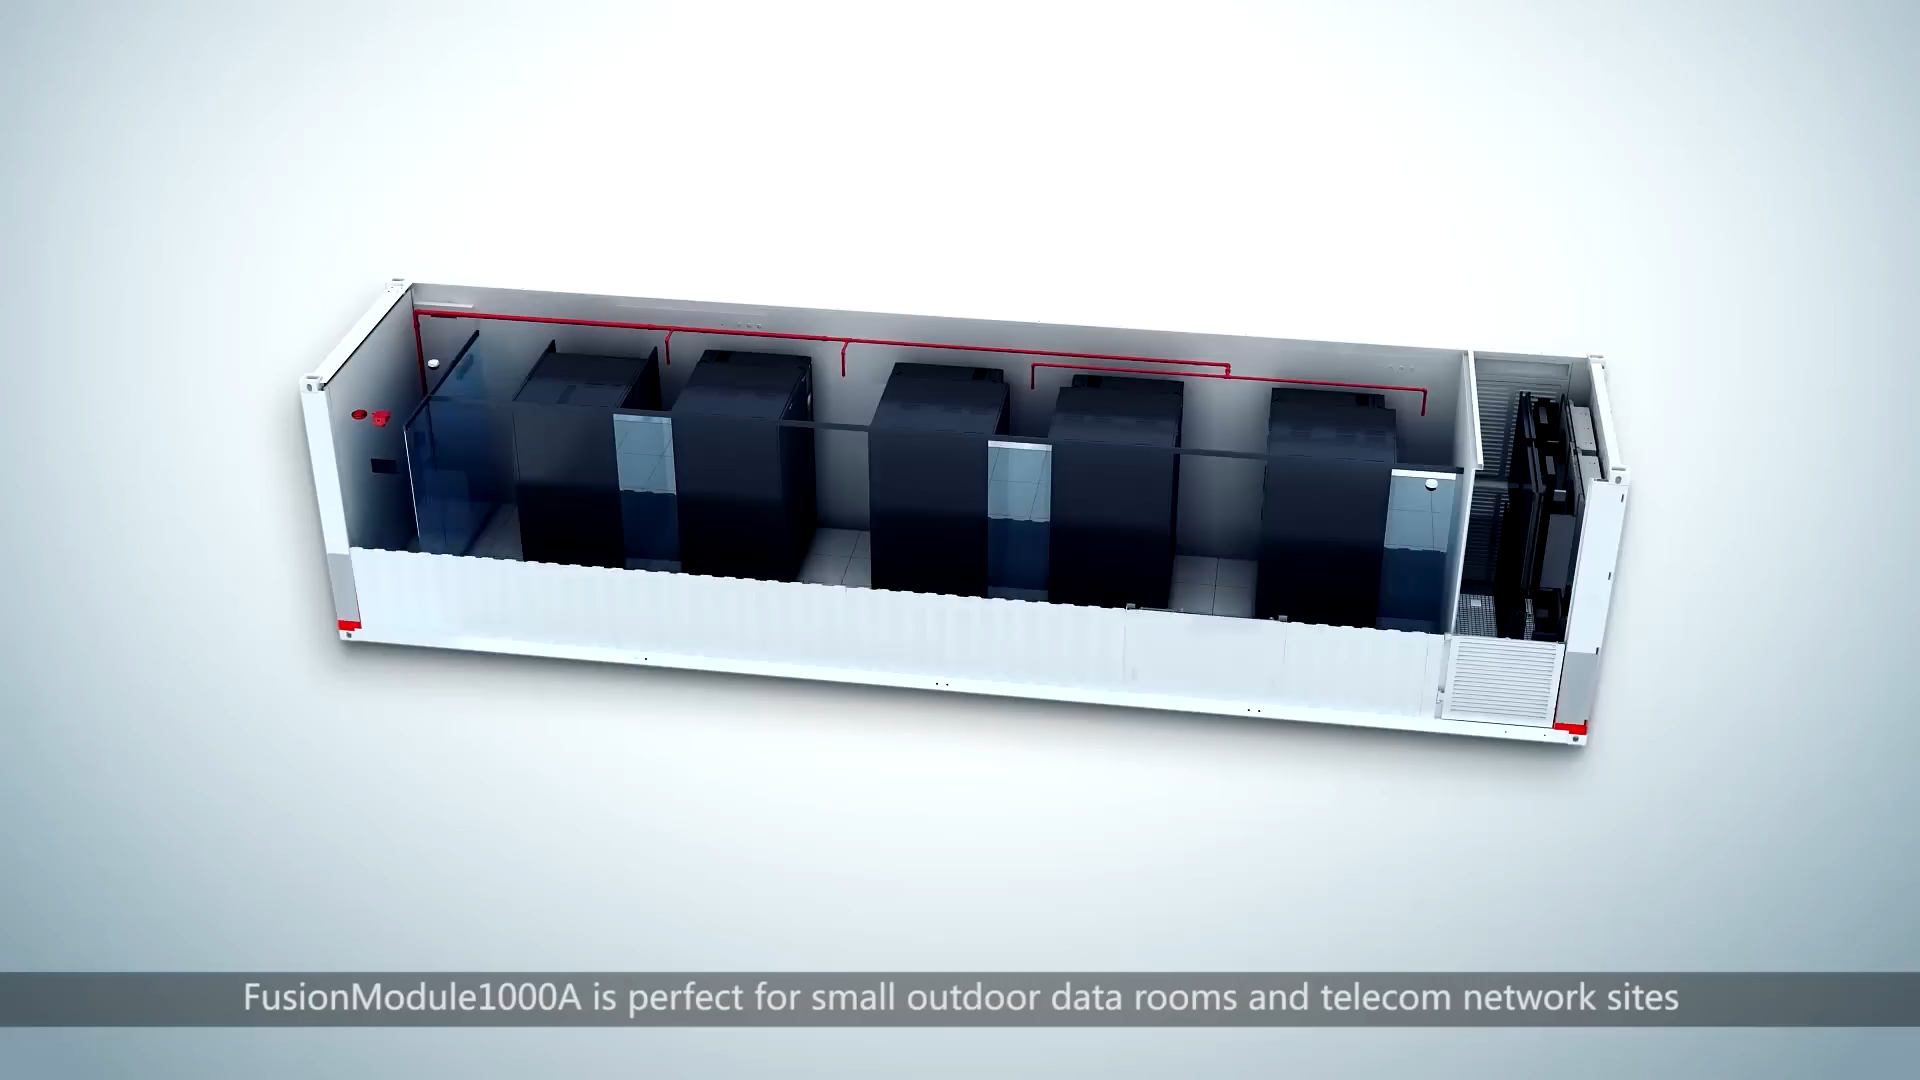 FusionModule1000A is perfect for small outdoor data rooms and telecom network sites